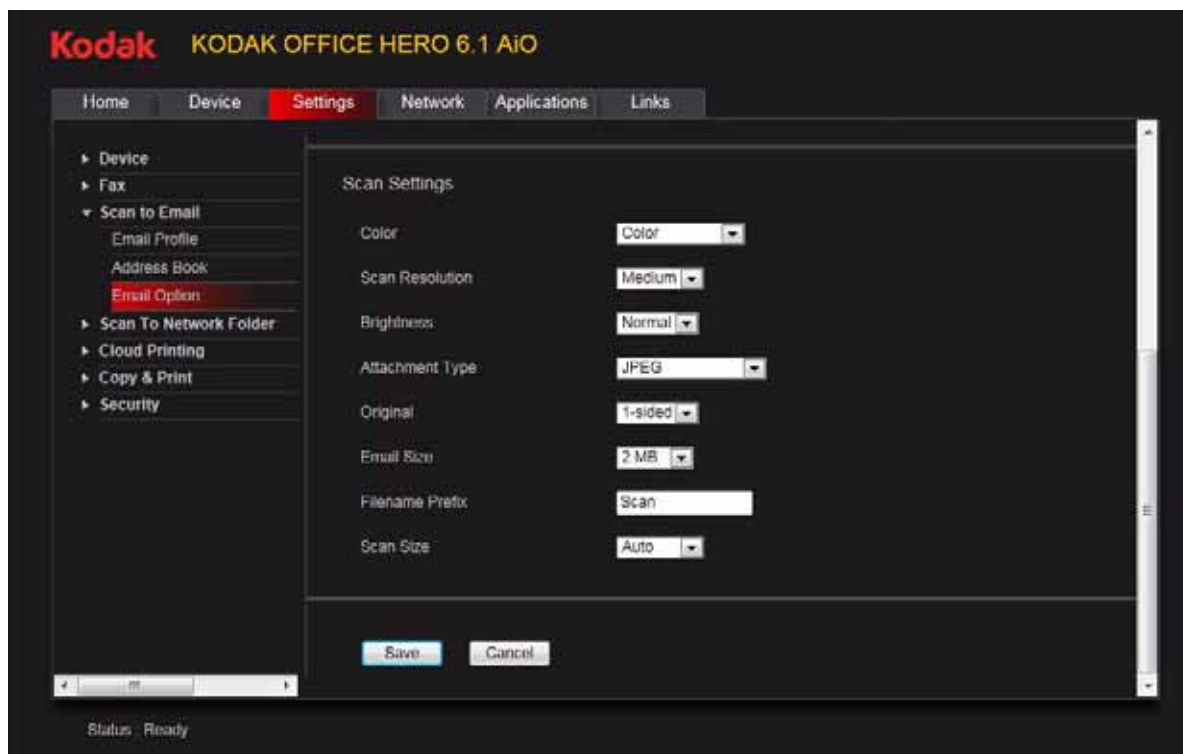 Kodak KODAK OFFICE HERO 6.1 AiO
Home Device Settings Network Applications Links
Device
Fax
Scan to Email
Email Profile
Address Book
Email Option
Scan To Network Folder
Cloud Printing
Copy & Print
Security
Scan Settings
Color Color
Scan Resolution Medium
Brightness Normal
Attachment Type JPEG
Original 1-sided
Email Size 2 MB
Filename Prefix Scan
Scan Size Auto
Save Cancel
Status : Ready